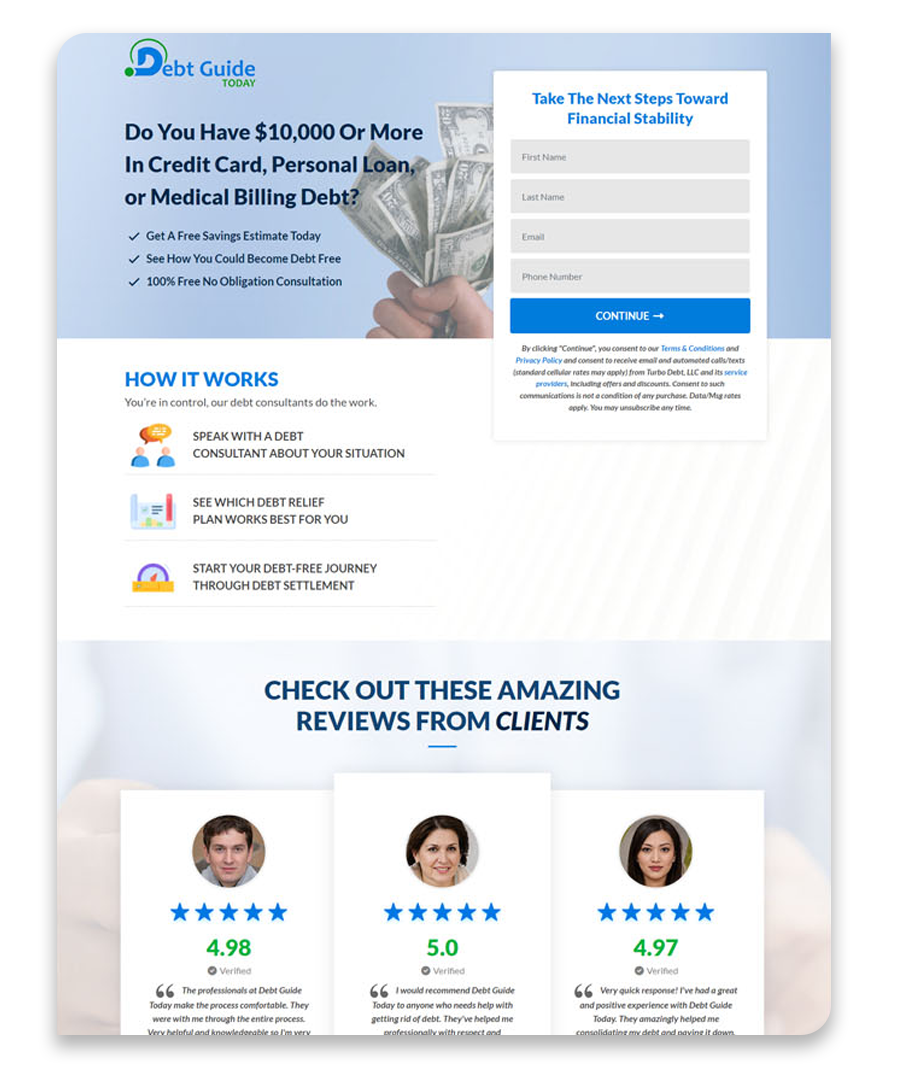 Debt Guide
TODAY
Do You Have $10,000 Or More
In Credit Card, Personal Loan,
or Medical Billing Debt?
Get A Free Savings Estimate Today
See How You Could Become Debt Free
100% Free No Obligation Consultation
Take The Next Steps Toward
Financial Stability
First Name
Last Name
Email
Phone Number
CONTINUE →
By clicking "Continue", you consent to our Terms & Conditions and
Privacy Policy and consent to receive email and automated calls/texts
(standard cellular rates may apply) from Turbo Debt, LLC and its service
providers, including offers and discounts. Consent to such
communications is not a condition of any purchase. Data/Msg rates
apply. You may unsubscribe any time.
HOW IT WORKS
You're in control, our debt consultants do the work.
SPEAK WITH A DEBT
CONSULTANT ABOUT YOUR SITUATION
SEE WHICH DEBT RELIEF
PLAN WORKS BEST FOR YOU
START YOUR DEBT-FREE JOURNEY
THROUGH DEBT SETTLEMENT
CHECK OUT THESE AMAZING
REVIEWS FROM CLIENTS
4.98
Verified
The professionals at Debt Guide
Today make the process comfortable. They
were with me through the entire process.
Very helpful and knowledgeable so I'm very
5.0
Verified
I would recommend Debt Guide
Today to anyone who needs help with
getting rid of debt. They've helped me
professionally with respect and
4.97
Verified
Very quick response! I've had a great
and positive experience with Debt Guide
Today. They amazingly helped me
consolidating my debt and paying it down.